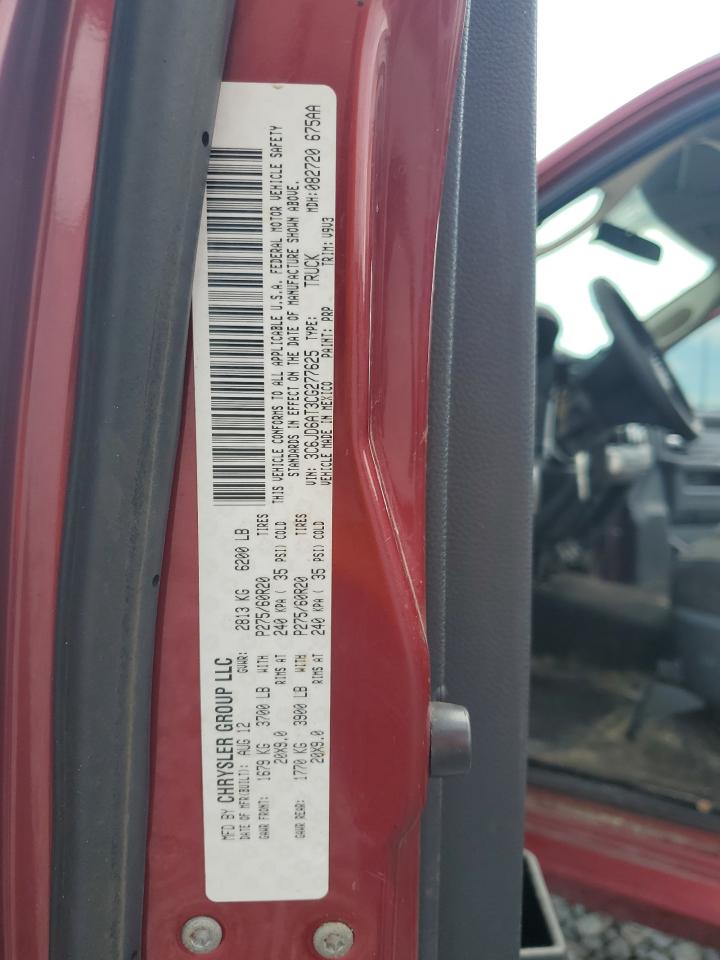 MFD BY CHRYSLER GROUP LLC
DATE OF MFR(BUILT): AUG 12 GVWR: 2813 KG 6200 LB
GAWR FRONT: 1679 KG 3700 LB WITH P275/60R20 TIRES
20X9.0 RIMS AT 240 KPA ( 35 PSI) COLD
GAWR REAR: 1770 KG 3900 LB WITH P275/60R20 TIRES
20X9.0 RIMS AT 240 KPA ( 35 PSI) COLD
THIS VEHICLE CONFORMS TO ALL APPLICABLE U.S.A. FEDERAL MOTOR VEHICLE SAFETY
STANDARDS IN EFFECT ON THE DATE OF MANUFACTURE SHOWN ABOVE.
VIN: 3C6JD6AT3CG277625 TYPE: TRUCK MDH:082720 675AA
VEHICLE MADE IN MEXICO PAINT: PRP TRIM: V9V3